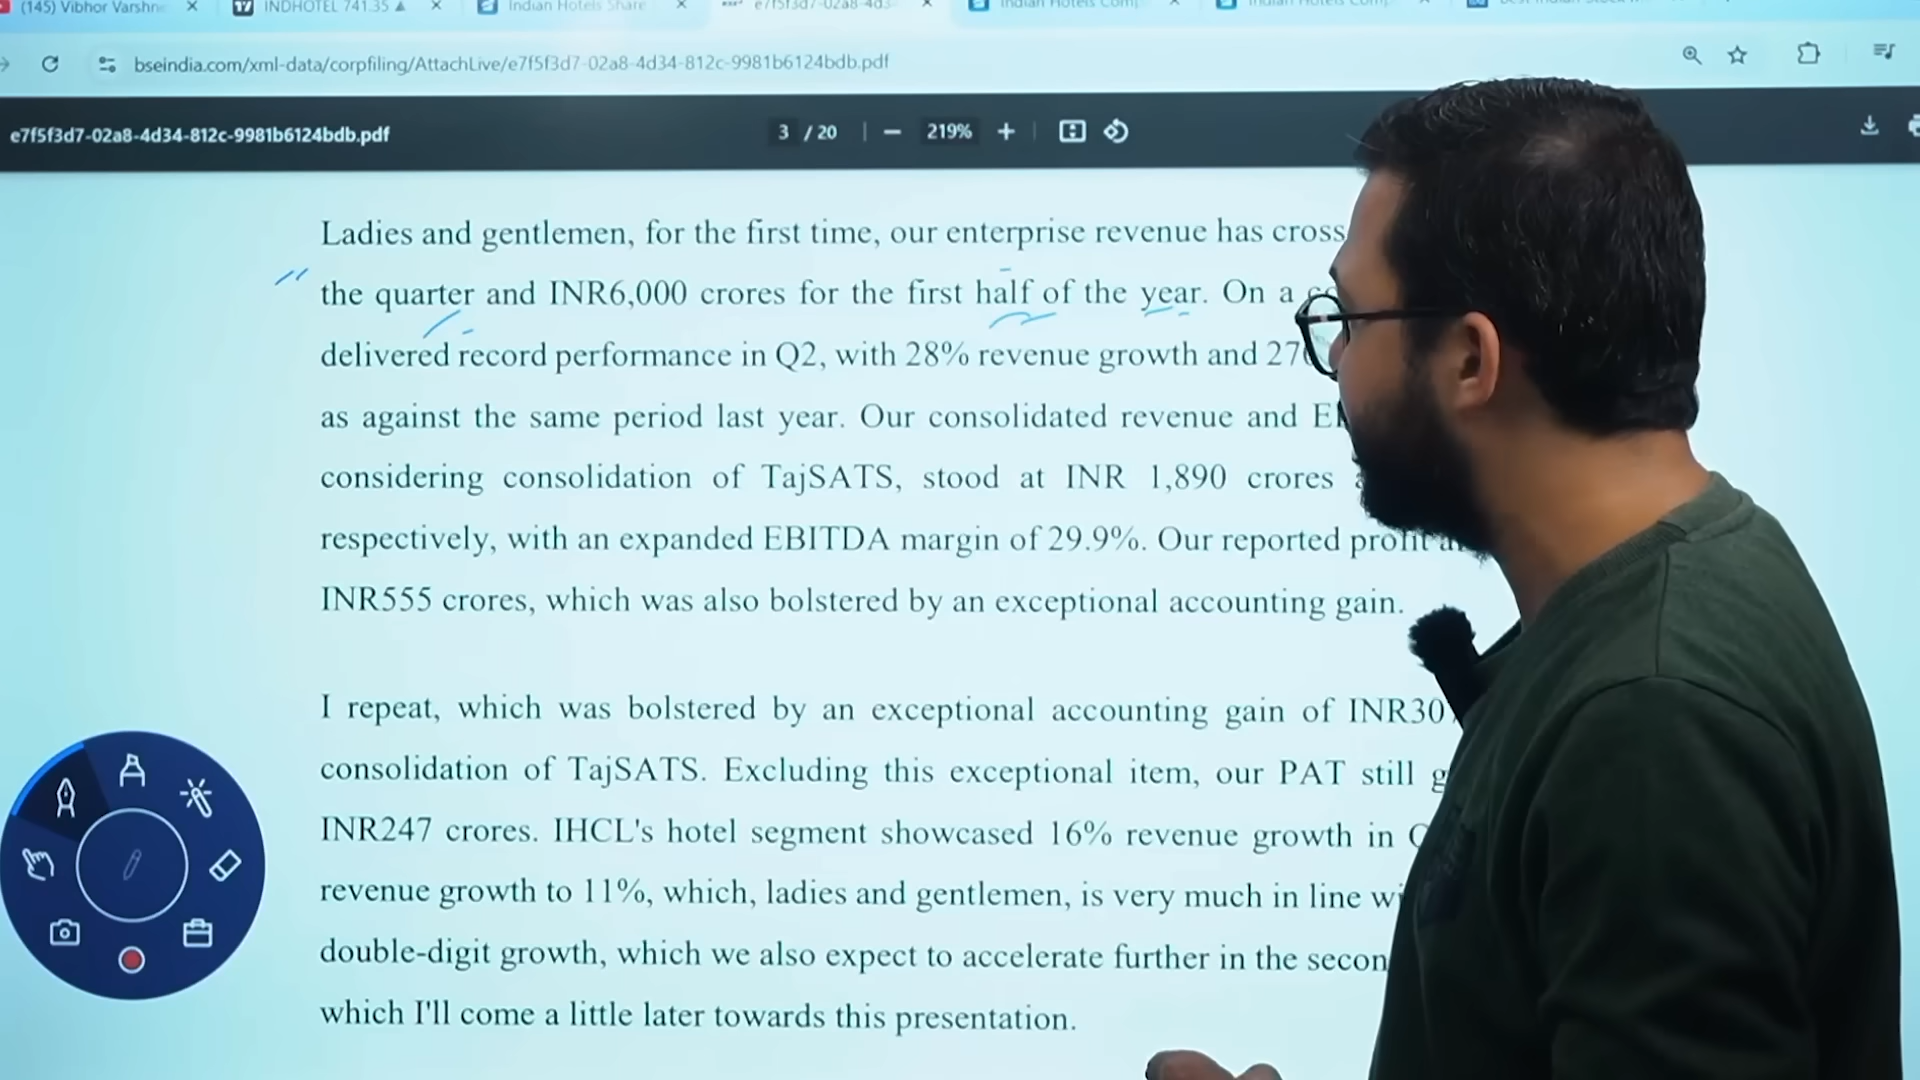 (145) Vibhor Varshn
INDHOTEL 741.35 ▲
Indian Hotels Share
e7f5f3d7-02a8-4d3
Indian Hotels Comp
Indian Hotels Comp
bseindia.com/xml-data/corpfiling/AttachLive/e7f5f3d7-02a8-4d34-812c-9981b6124bdb.pdf
e7f5f3d7-02a8-4d34-812c-9981b6124bdb.pdf 3 / 20 219%
Ladies and gentlemen, for the first time, our enterprise revenue has cross
the quarter and INR6,000 crores for the first half of the year. On a
delivered record performance in Q2, with 28% revenue growth and 27
as against the same period last year. Our consolidated revenue and
considering consolidation of TajSATS, stood at INR 1,890 crores
respectively, with an expanded EBITDA margin of 29.9%. Our reported profit
INR555 crores, which was also bolstered by an exceptional accounting gain.
I repeat, which was bolstered by an exceptional accounting gain of INR30
consolidation of TajSATS. Excluding this exceptional item, our PAT still g
INR247 crores. IHCL's hotel segment showcased 16% revenue growth in
revenue growth to 11%, which, ladies and gentlemen, is very much in line w
double-digit growth, which we also expect to accelerate further in the secon
which I'll come a little later towards this presentation.